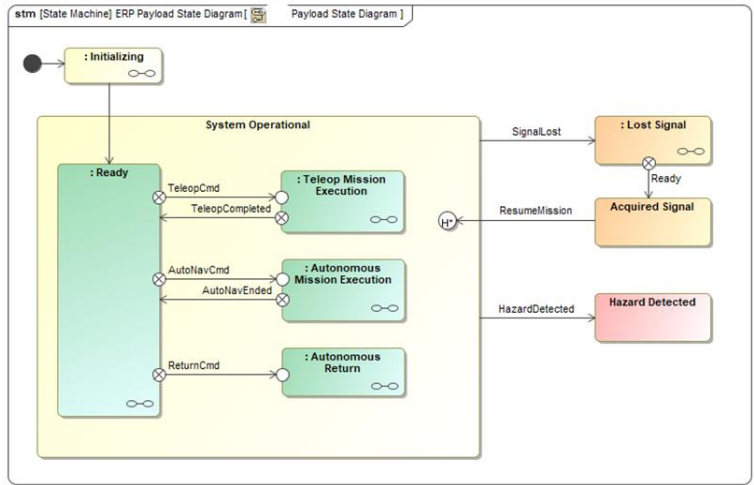 stm [State Machine] ERP Payload State Diagram [ Payload State Diagram ]
: Initializing
System Operational
: Ready
TeleopCmd
TeleopCompleted
: Teleop Mission
Execution
AutoNavCmd
AutoNavEnded
: Autonomous
Mission Execution
ReturnCmd
: Autonomous
Return
H*
SignalLost
: Lost Signal
Ready
ResumeMission
Acquired Signal
HazardDetected
Hazard Detected